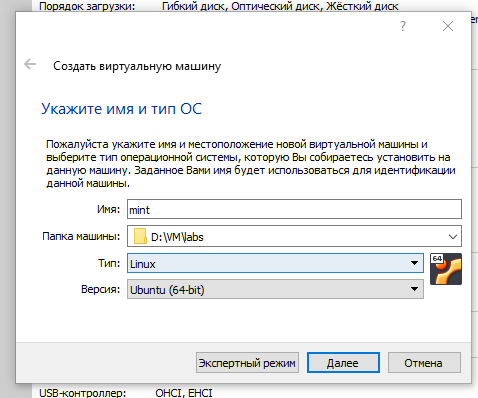 Порядок загрузки: Гибкий диск, Оптический диск, Жёсткий диск
?
Создать виртуальную машину
Укажите имя и тип ОС
Пожалуйста укажите имя и местоположение новой виртуальной машины и
выберите тип операционной системы, которую Вы собираетесь установить на
данную машину. Заданное Вами имя будет использоваться для идентификации
данной машины.
Имя: mint
Папка машины: D:\VM\labs
Тип: Linux
64
Версия: Ubuntu (64-bit)
Экспертный режим Далее Отмена
USB-контроллер: OHCI, EHCI